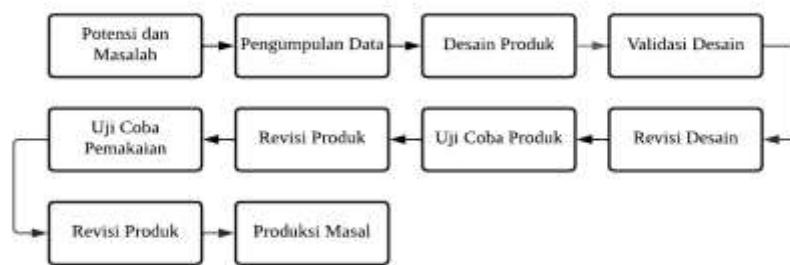 Potensi dan
Masalah
Pengumpulan Data
Desain Produk
Validasi Desain
Revisi Desain
Uji Coba Produk
Revisi Produk
Uji Coba
Pemakaian
Revisi Produk
Produksi Masal